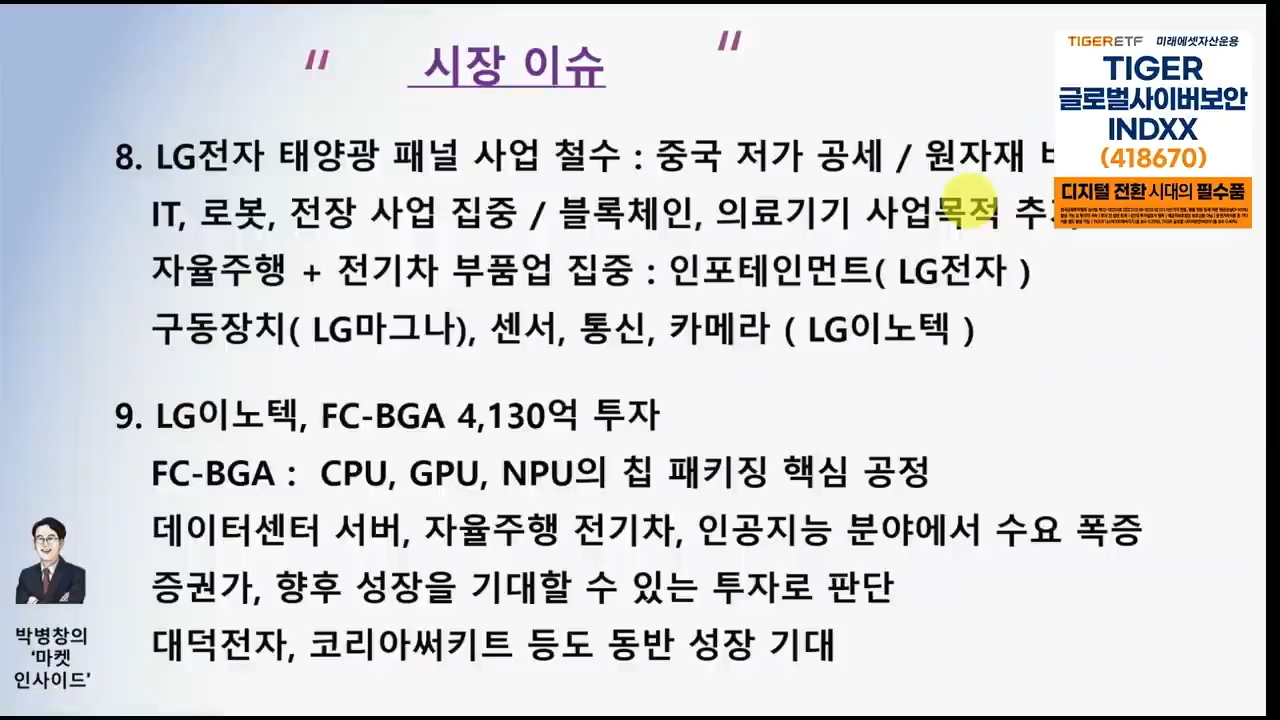 " 시장 이슈 "
8. LG전자 태양광 패널 사업 철수 : 중국 저가 공세 / 원자재
IT, 로봇, 전장 사업 집중 / 블록체인, 의료기기 사업목적
자율주행 + 전기차 부품업 집중 : 인포테인먼트( LG전자 )
구동장치( LG마그나), 센서, 통신, 카메라 ( LG이노텍 )
9. LG이노텍, FC-BGA 4,130억 투자
FC-BGA : CPU, GPU, NPU의 칩 패키징 핵심 공정
데이터센터 서버, 자율주행 전기차, 인공지능 분야에서 수요 폭증
증권가, 향후 성장을 기대할 수 있는 투자로 판단
대덕전자, 코리아써키트 등도 동반 성장 기대
TIGERETF 미래에셋자산운용
TIGER
글로벌사이버보안
INDXX
(418670)
디지털 전환 시대의 필수품
박병창의
‘마켓
인사이드’